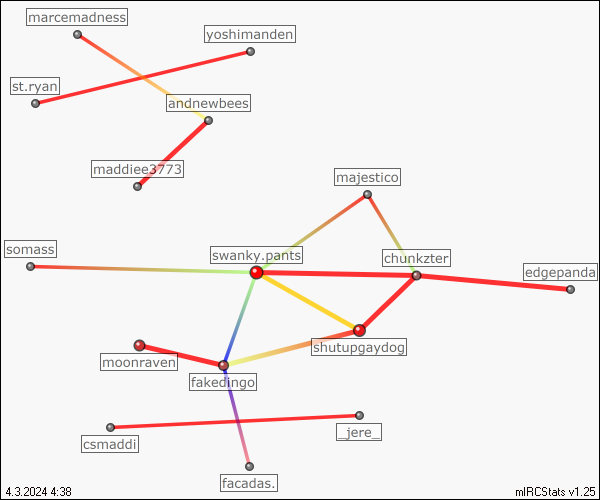 marcemadness
yoshimanden
st.ryan
andnewbees
maddiee3773
majestico
somass
swanky.pants
chunkzter
edgepanda
shutupgaydog
moonraven
fakedingo
_jere_
csmaddi
facadas.
4.3.2024 4:38
mIRCStats v1.25